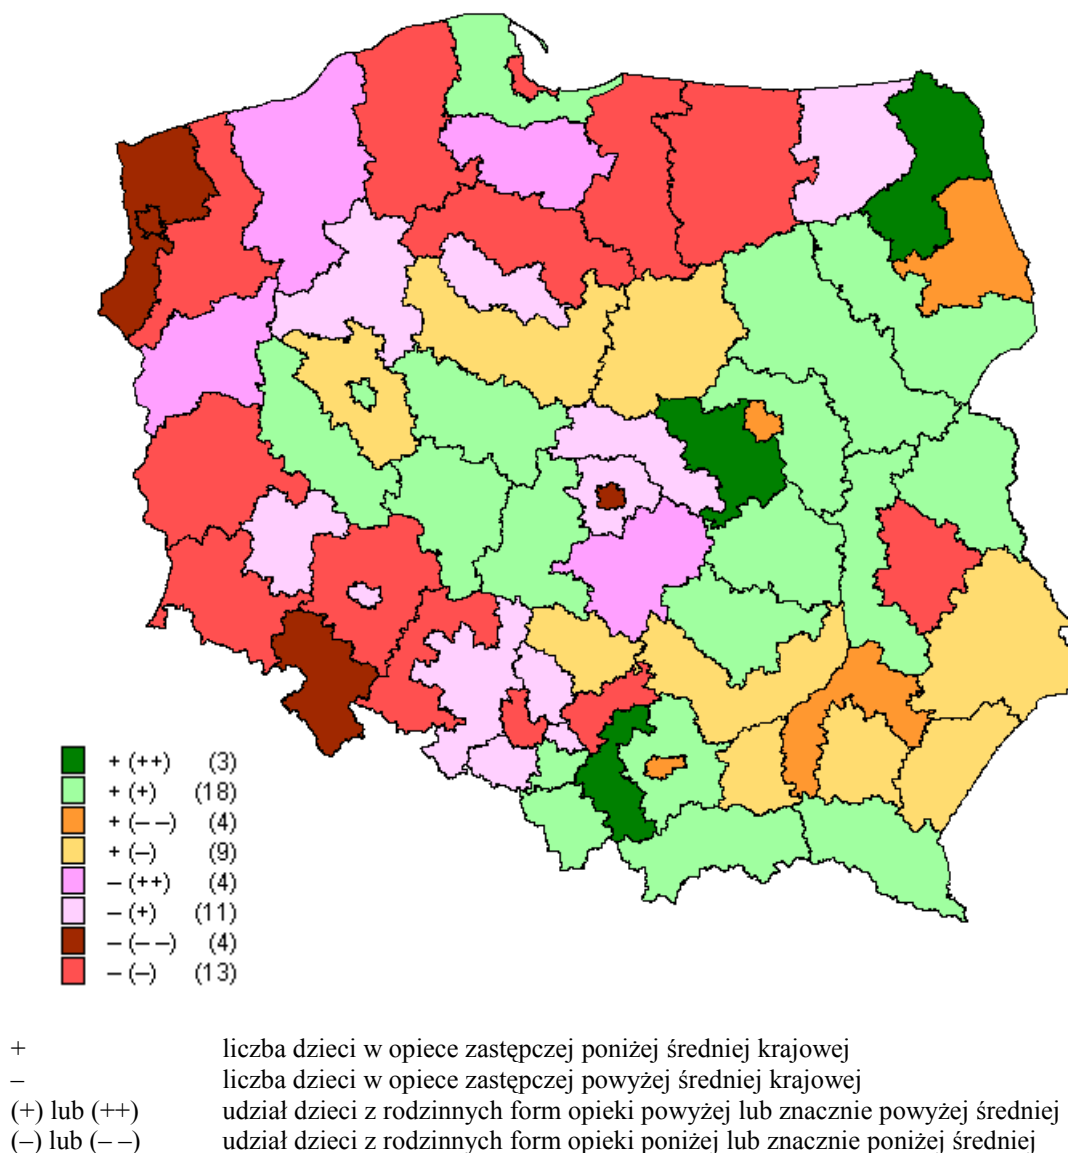 + (++) (3)
+ (+) (18)
+ (– –) (4)
+ (–) (9)
– (++) (4)
– (+) (11)
– (– –) (4)
– (–) (13)
+ liczba dzieci w opiece zastępczej poniżej średniej krajowej
– liczba dzieci w opiece zastępczej powyżej średniej krajowej
(+) lub (++) udział dzieci z rodzinnych form opieki powyżej lub znacznie powyżej średniej
(–) lub (– –) udział dzieci z rodzinnych form opieki poniżej lub znacznie poniżej średniej